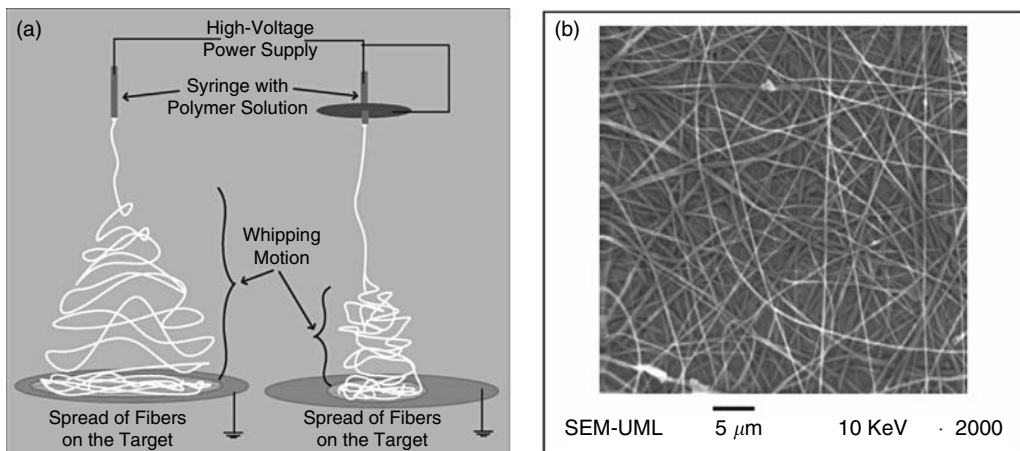 (a)
High-Voltage
Power Supply
Syringe with
Polymer Solution
Whipping
Motion
Spread of Fibers
on the Target
Spread of Fibers
on the Target
(b)
SEM-UML 5 μm 10 KeV · 2000